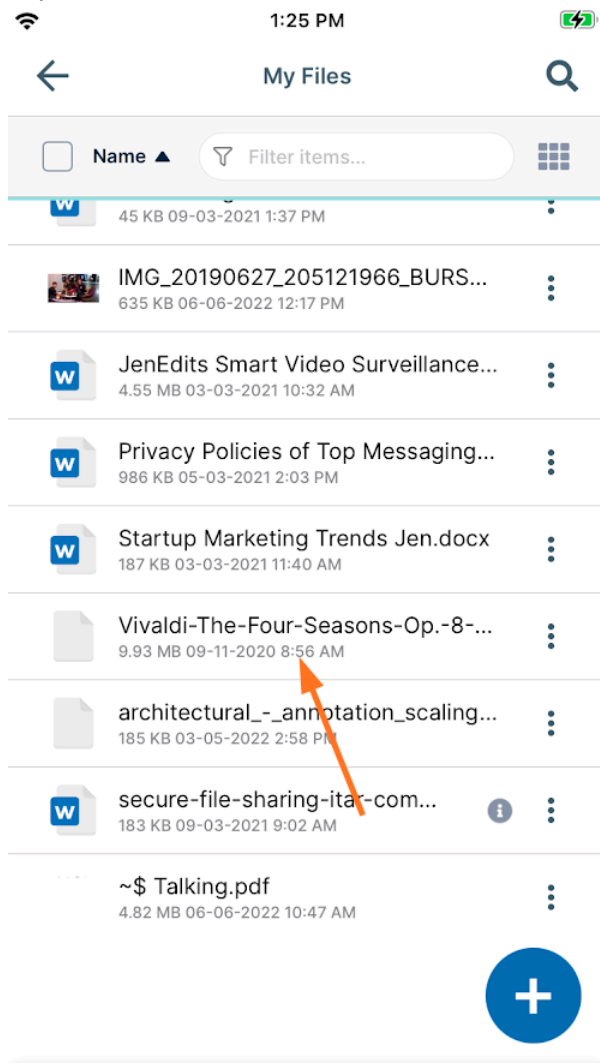 1:25 PM
My Files
Name ▲
Filter items...
W
45 KB 09-03-2021 1:37 PM
IMG_20190627_205121966_BURS...
635 KB 06-06-2022 12:17 PM
W
JenEdits Smart Video Surveillance...
4.55 MB 03-03-2021 10:32 AM
W
Privacy Policies of Top Messaging...
986 KB 05-03-2021 2:03 PM
W
Startup Marketing Trends Jen.docx
187 KB 03-03-2021 11:40 AM
Vivaldi-The-Four-Seasons-Op.-8-...
9.93 MB 09-11-2020 8:56 AM
architectural_-_annotation_scaling...
185 KB 03-05-2022 2:58 PM
W
secure-file-sharing-itar-com...
183 KB 09-03-2021 9:02 AM
~$ Talking.pdf
4.82 MB 06-06-2022 10:47 AM